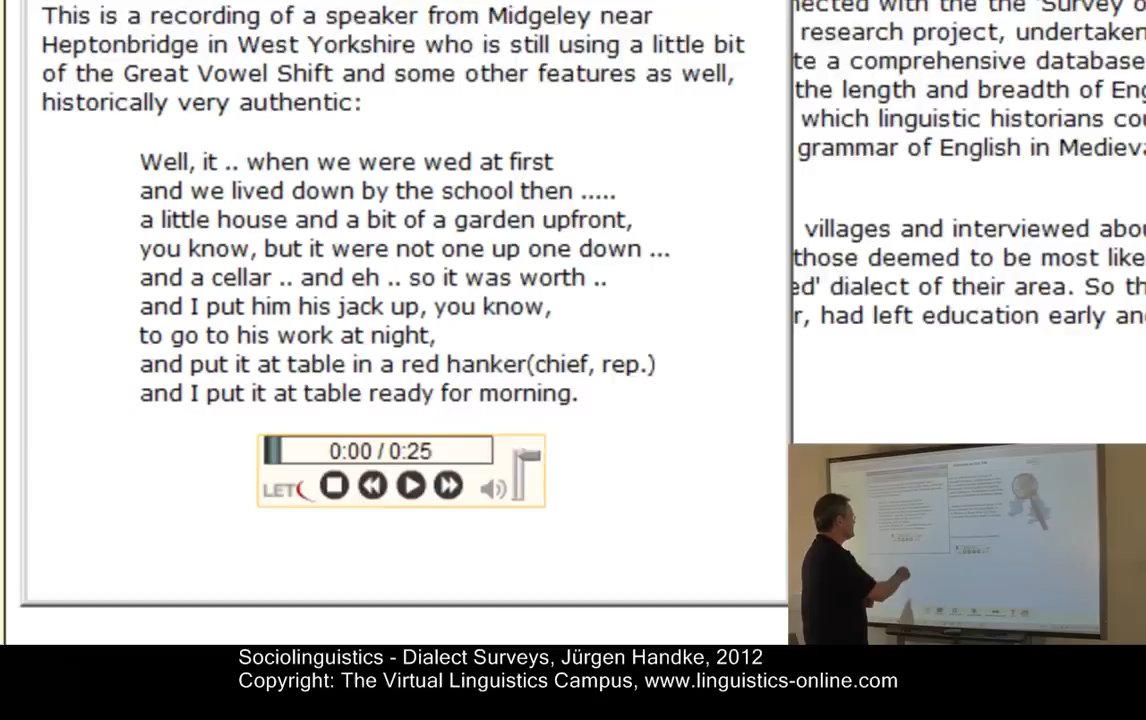 This is a recording of a speaker from Midgeley near
Heptonbridge in West Yorkshire who is still using a little bit
of the Great Vowel Shift and some other features as well,
historically very authentic:
Well, it .. when we were wed at first
and we lived down by the school then .....
a little house and a bit of a garden upfront,
you know, but it were not one up one down ...
and a cellar .. and eh .. so it was worth ..
and I put him his jack up, you know,
to go to his work at night,
and put it at table in a red hanker(chief, rep.)
and I put it at table ready for morning.
0:00 / 0:25
LET
the the 'Survey
research project, undertaken
te a comprehensive database
the length and breadth of
which linguistic historians
grammar of English in
villages and interviewed
those deemed to be most
ed' dialect of their area. So
r, had left education early
Sociolinguistics - Dialect Surveys, Jürgen Handke, 2012
Copyright: The Virtual Linguistics Campus, www.linguistics-online.com